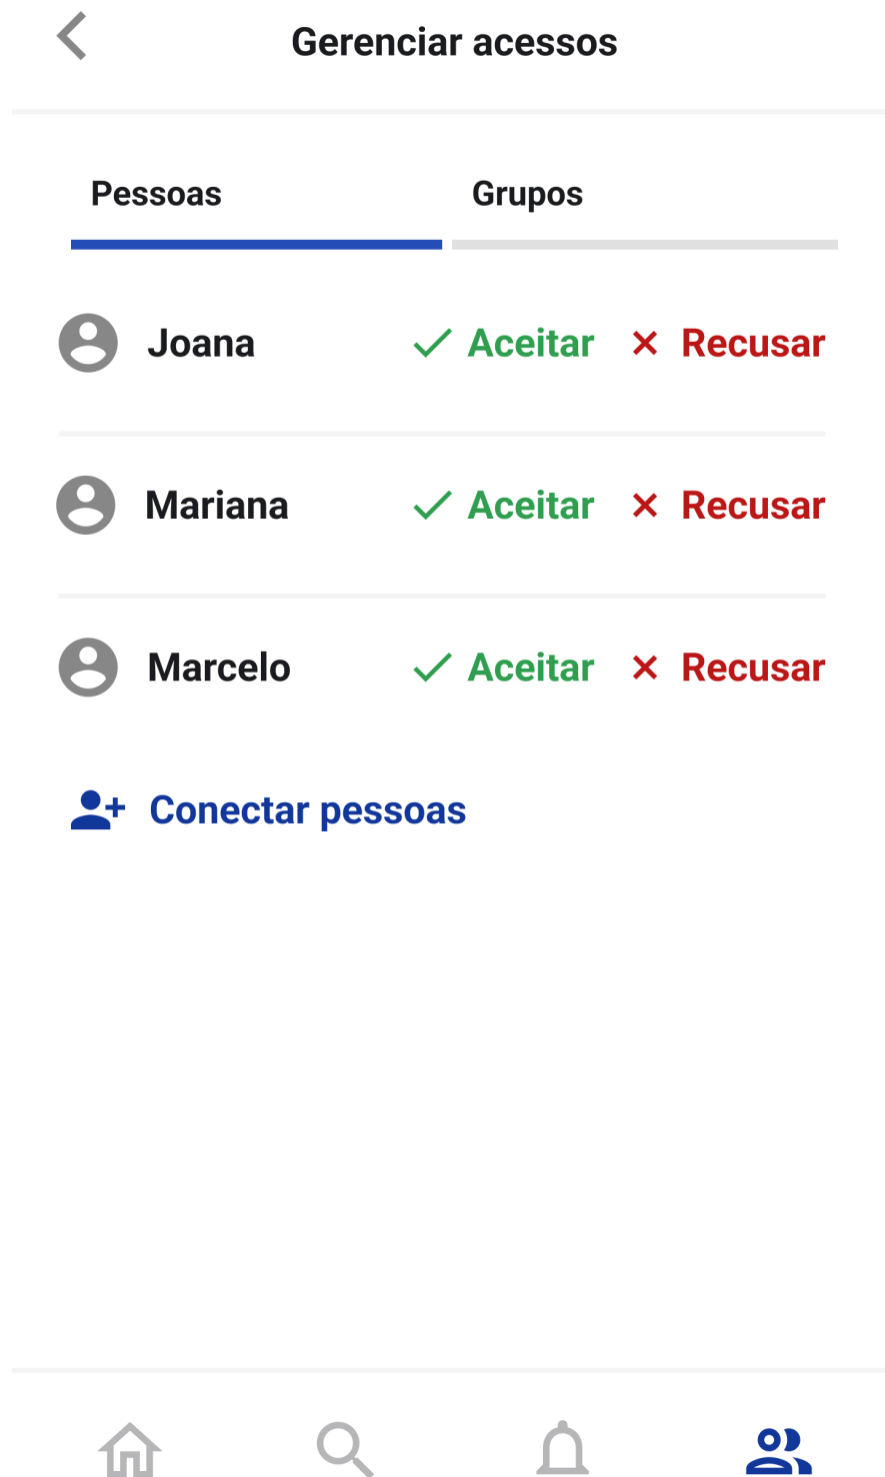 Gerenciar acessos
Pessoas Grupos
Joana Aceitar Recusar
Mariana Aceitar Recusar
Marcelo Aceitar Recusar
Conectar pessoas